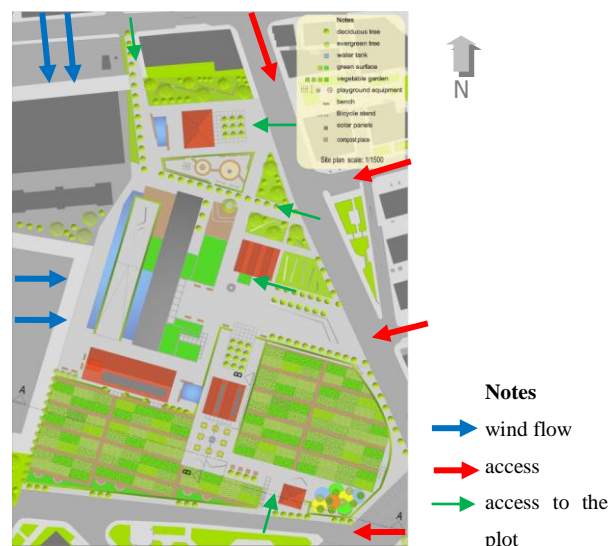 Notes
deciduous tree
evergreen tree
water tank
green surface
vegetable garden
playground equipment
bench
Bicycle stand
solar panels
compost place
Site plan scale: 1/1500
N
B
A
B
A
Notes
wind flow
access
access to the
plot